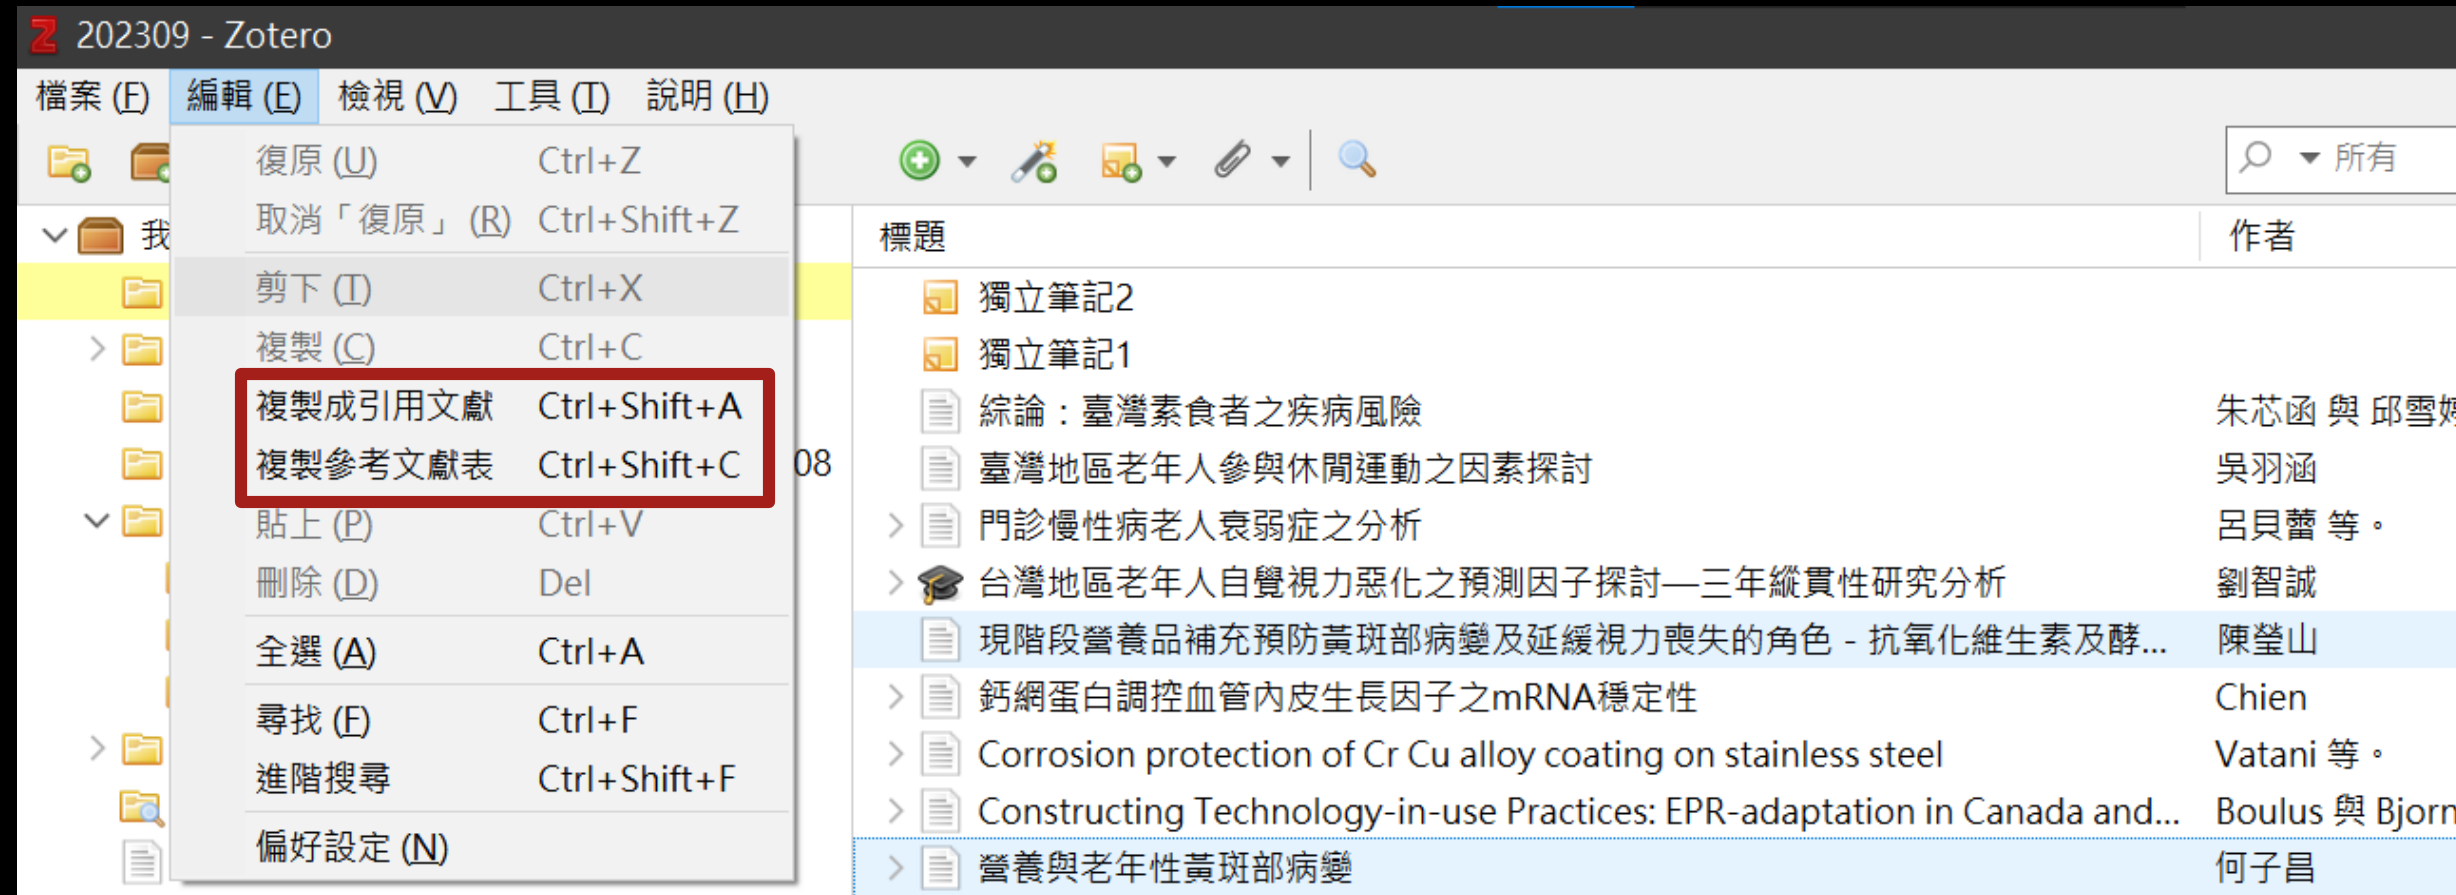 202309 - Zotero
檔案 (F) 編輯 (E) 檢視 (V) 工具 (T) 說明 (H)
復原 (U) Ctrl+Z
取消「復原」 (R) Ctrl+Shift+Z
剪下 (T) Ctrl+X
複製 (C) Ctrl+C
複製成引用文獻 Ctrl+Shift+A
複製參考文獻表 Ctrl+Shift+C
貼上 (P) Ctrl+V
刪除 (D) Del
全選 (A) Ctrl+A
尋找 (F) Ctrl+F
進階搜尋 Ctrl+Shift+F
偏好設定 (N)
所有
我
08
標題 作者
獨立筆記2
獨立筆記1
綜論：臺灣素食者之疾病風險 朱芯函 與 邱雪婷
臺灣地區老年人參與休閒運動之因素探討 吳羽涵
門診慢性病老人衰弱症之分析 呂貝蕾 等。
台灣地區老年人自覺視力惡化之預測因子探討—三年縱貫性研究分析 劉智誠
現階段營養品補充預防黃斑部病變及延緩視力喪失的角色 - 抗氧化維生素及酵... 陳瑩山
鈣網蛋白調控血管內皮生長因子之mRNA穩定性 Chien
Corrosion protection of Cr Cu alloy coating on stainless steel Vatani 等。
Constructing Technology-in-use Practices: EPR-adaptation in Canada and... Boulus 與 Bjorn
營養與老年性黃斑部病變 何子昌